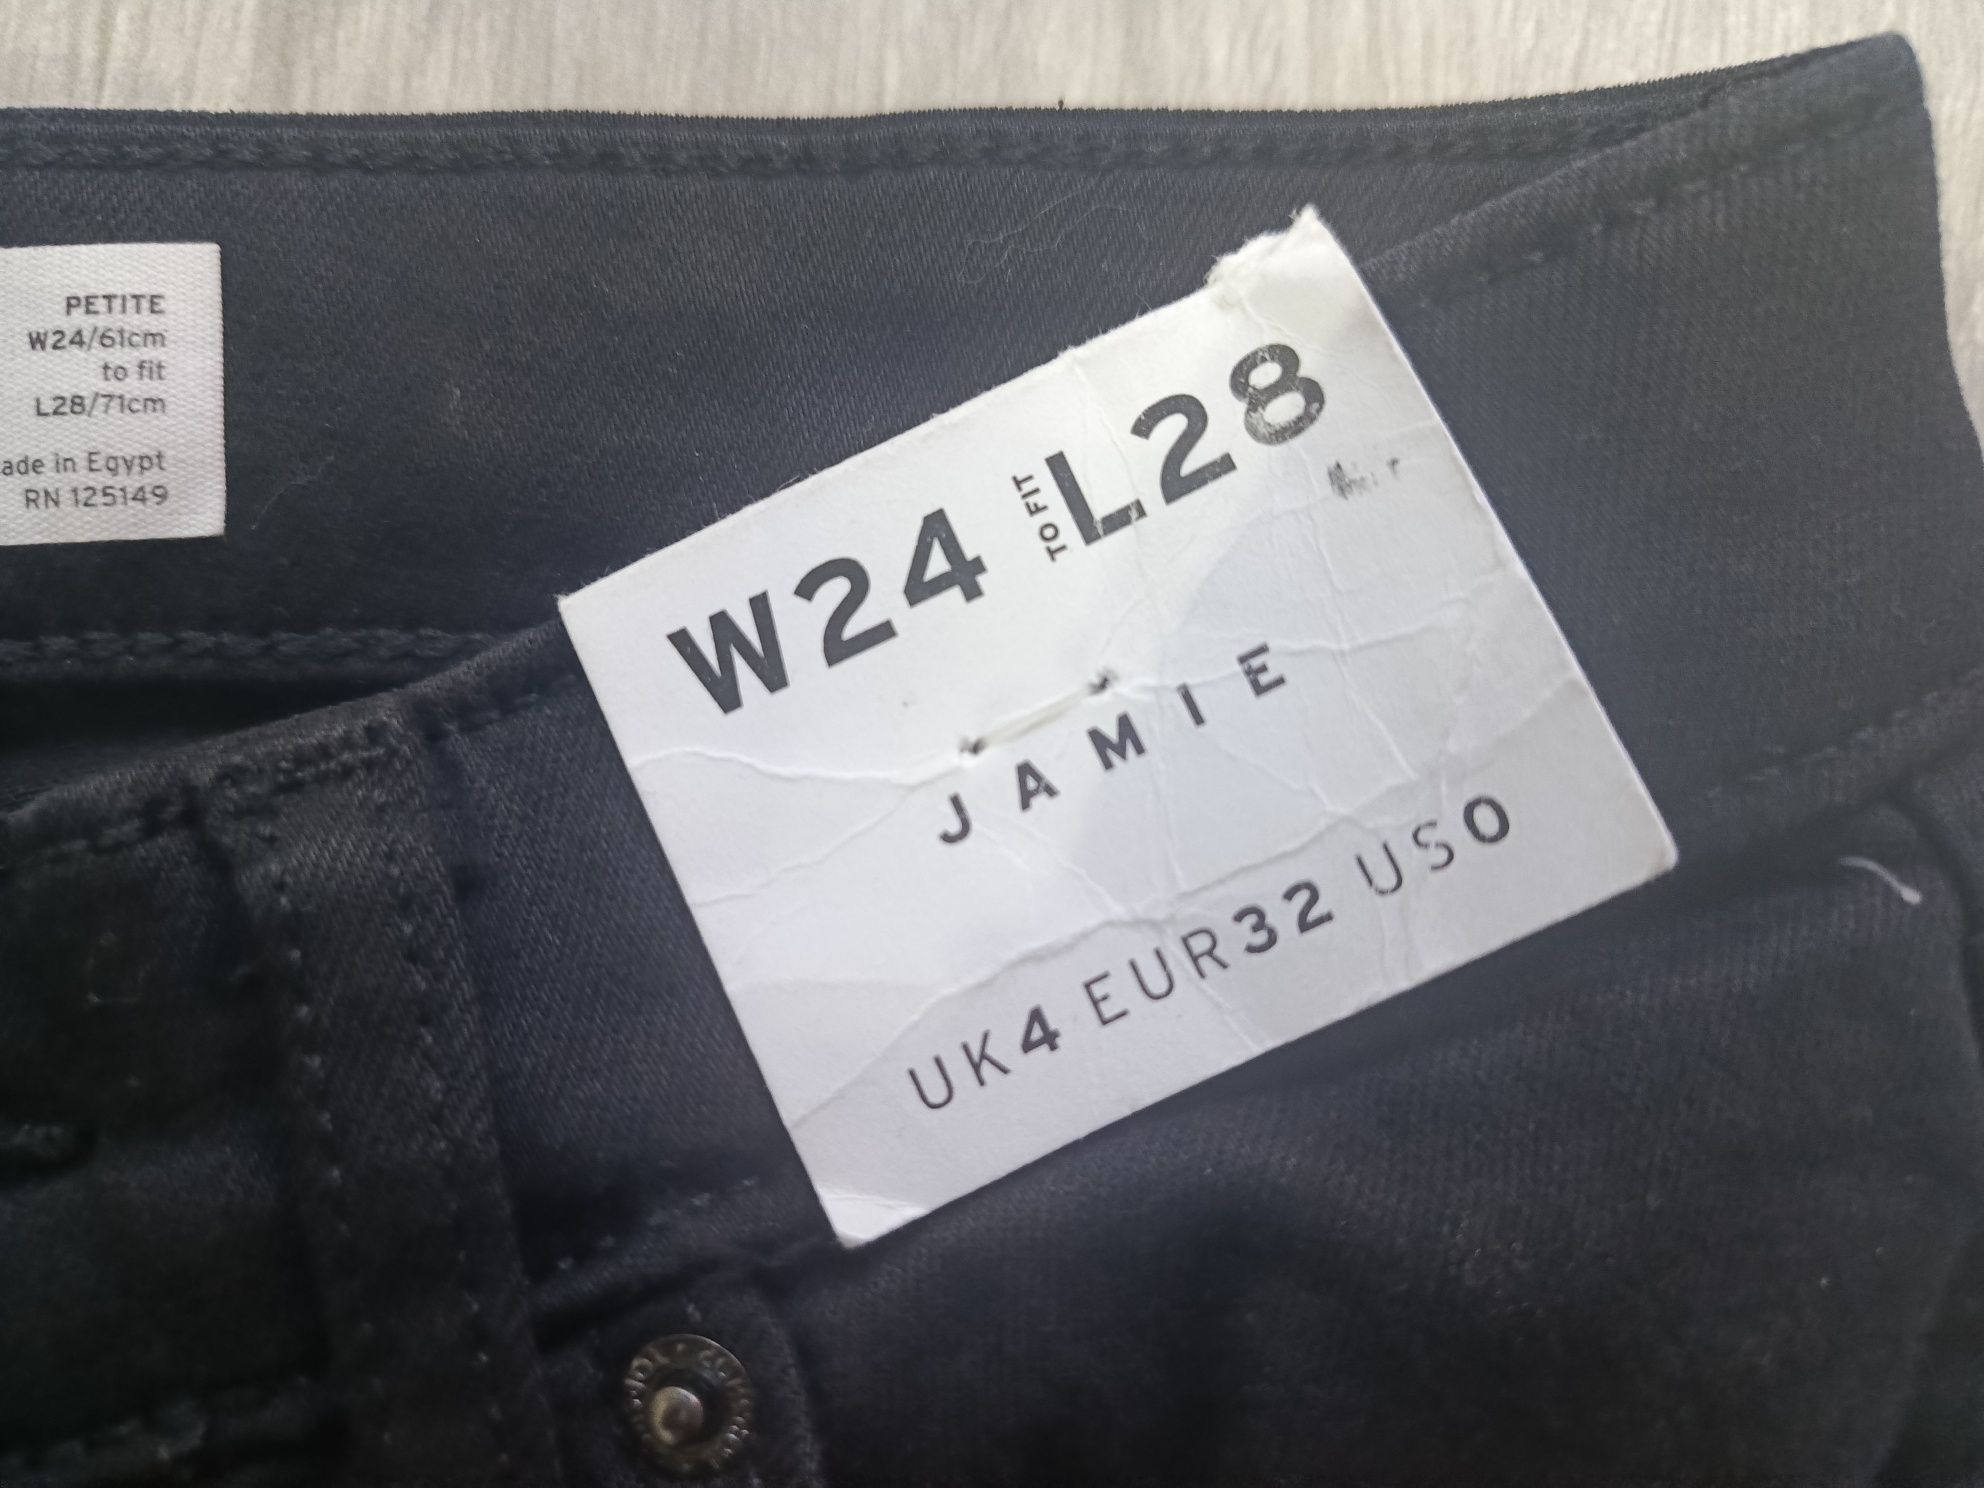 PETITE
W24/61cm
to fit
L28/71cm
ade in Egypt
RN 125149
W24 TO FIT L28
JAMIE
UK4 EUR32 US0